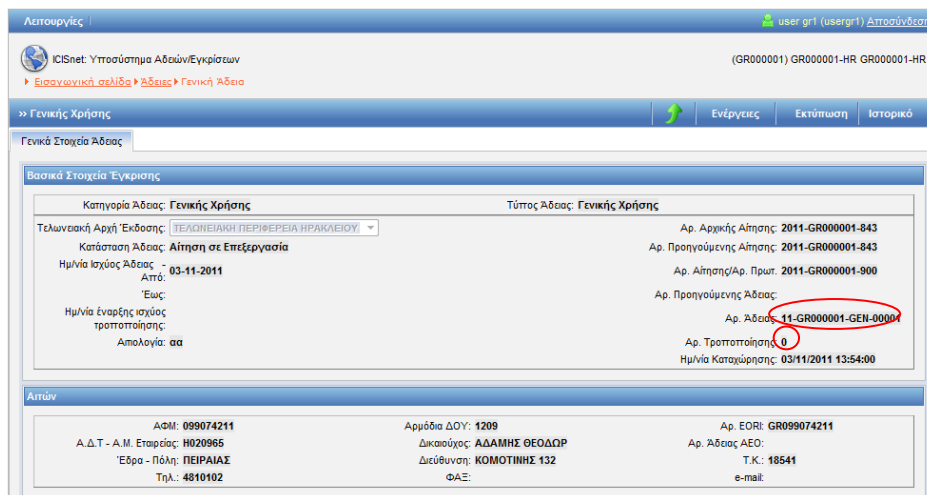 Λειτουργίες user gr1 (usergr1) Αποσύνδεση
ICISnet: Υποσύστημα Αδειών/Εγκρίσεων (GR000001) GR000001-HR GR000001-HR
Εισαγωγική σελίδα Άδειες Γενική Άδεια
» Γενικής Χρήσης Ενέργειες Εκτύπωση Ιστορικό
Γενικά Στοιχεία Άδειας
Βασικά Στοιχεία Έγκρισης
Κατηγορία Άδειας: Γενικής Χρήσης Τύπος Άδειας: Γενικής Χρήσης
Τελωνειακή Αρχή Έκδοσης: ΤΕΛΩΝΕΙΑΚΗ ΠΕΡΙΦΕΡΕΙΑ ΗΡΑΚΛΕΙΟΥ Αρ. Αρχικής Αίτησης: 2011-GR000001-843
Κατάσταση Άδειας: Αίτηση σε Επεξεργασία Αρ. Προηγούμενης Αίτησης: 2011-GR000001-843
Ημ/νία Ισχύος Άδειας - Από: 03-11-2011 Αρ. Αίτησης/Αρ. Πρωτ. 2011-GR000001-900
Έως: Αρ. Προηγούμενης Άδειας:
Ημ/νία έναρξης ισχύος τροποποίησης: Αρ. Άδειας: 11-GR000001-GEN-00001
Αιτιολογία: αα Αρ. Τροποποίησης: 0
Ημ/νία Καταχώρησης: 03/11/2011 13:54:00
Αιτών
ΑΦΜ: 099074211 Αρμόδια ΔΟΥ: 1209 Αρ. EORI: GR099074211
Α.Δ.Τ - Α.Μ. Εταιρείας: H020965 Δικαιούχος: ΑΔΑΜΗΣ ΘΕΟΔΩΡ Αρ. Άδειας ΑΕΟ:
Έδρα - Πόλη: ΠΕΙΡΑΙΑΣ Διεύθυνση: ΚΟΜΟΤΙΝΗΣ 132 Τ.Κ.: 18541
Τηλ.: 4810102 ΦΑΞ: e-mail: